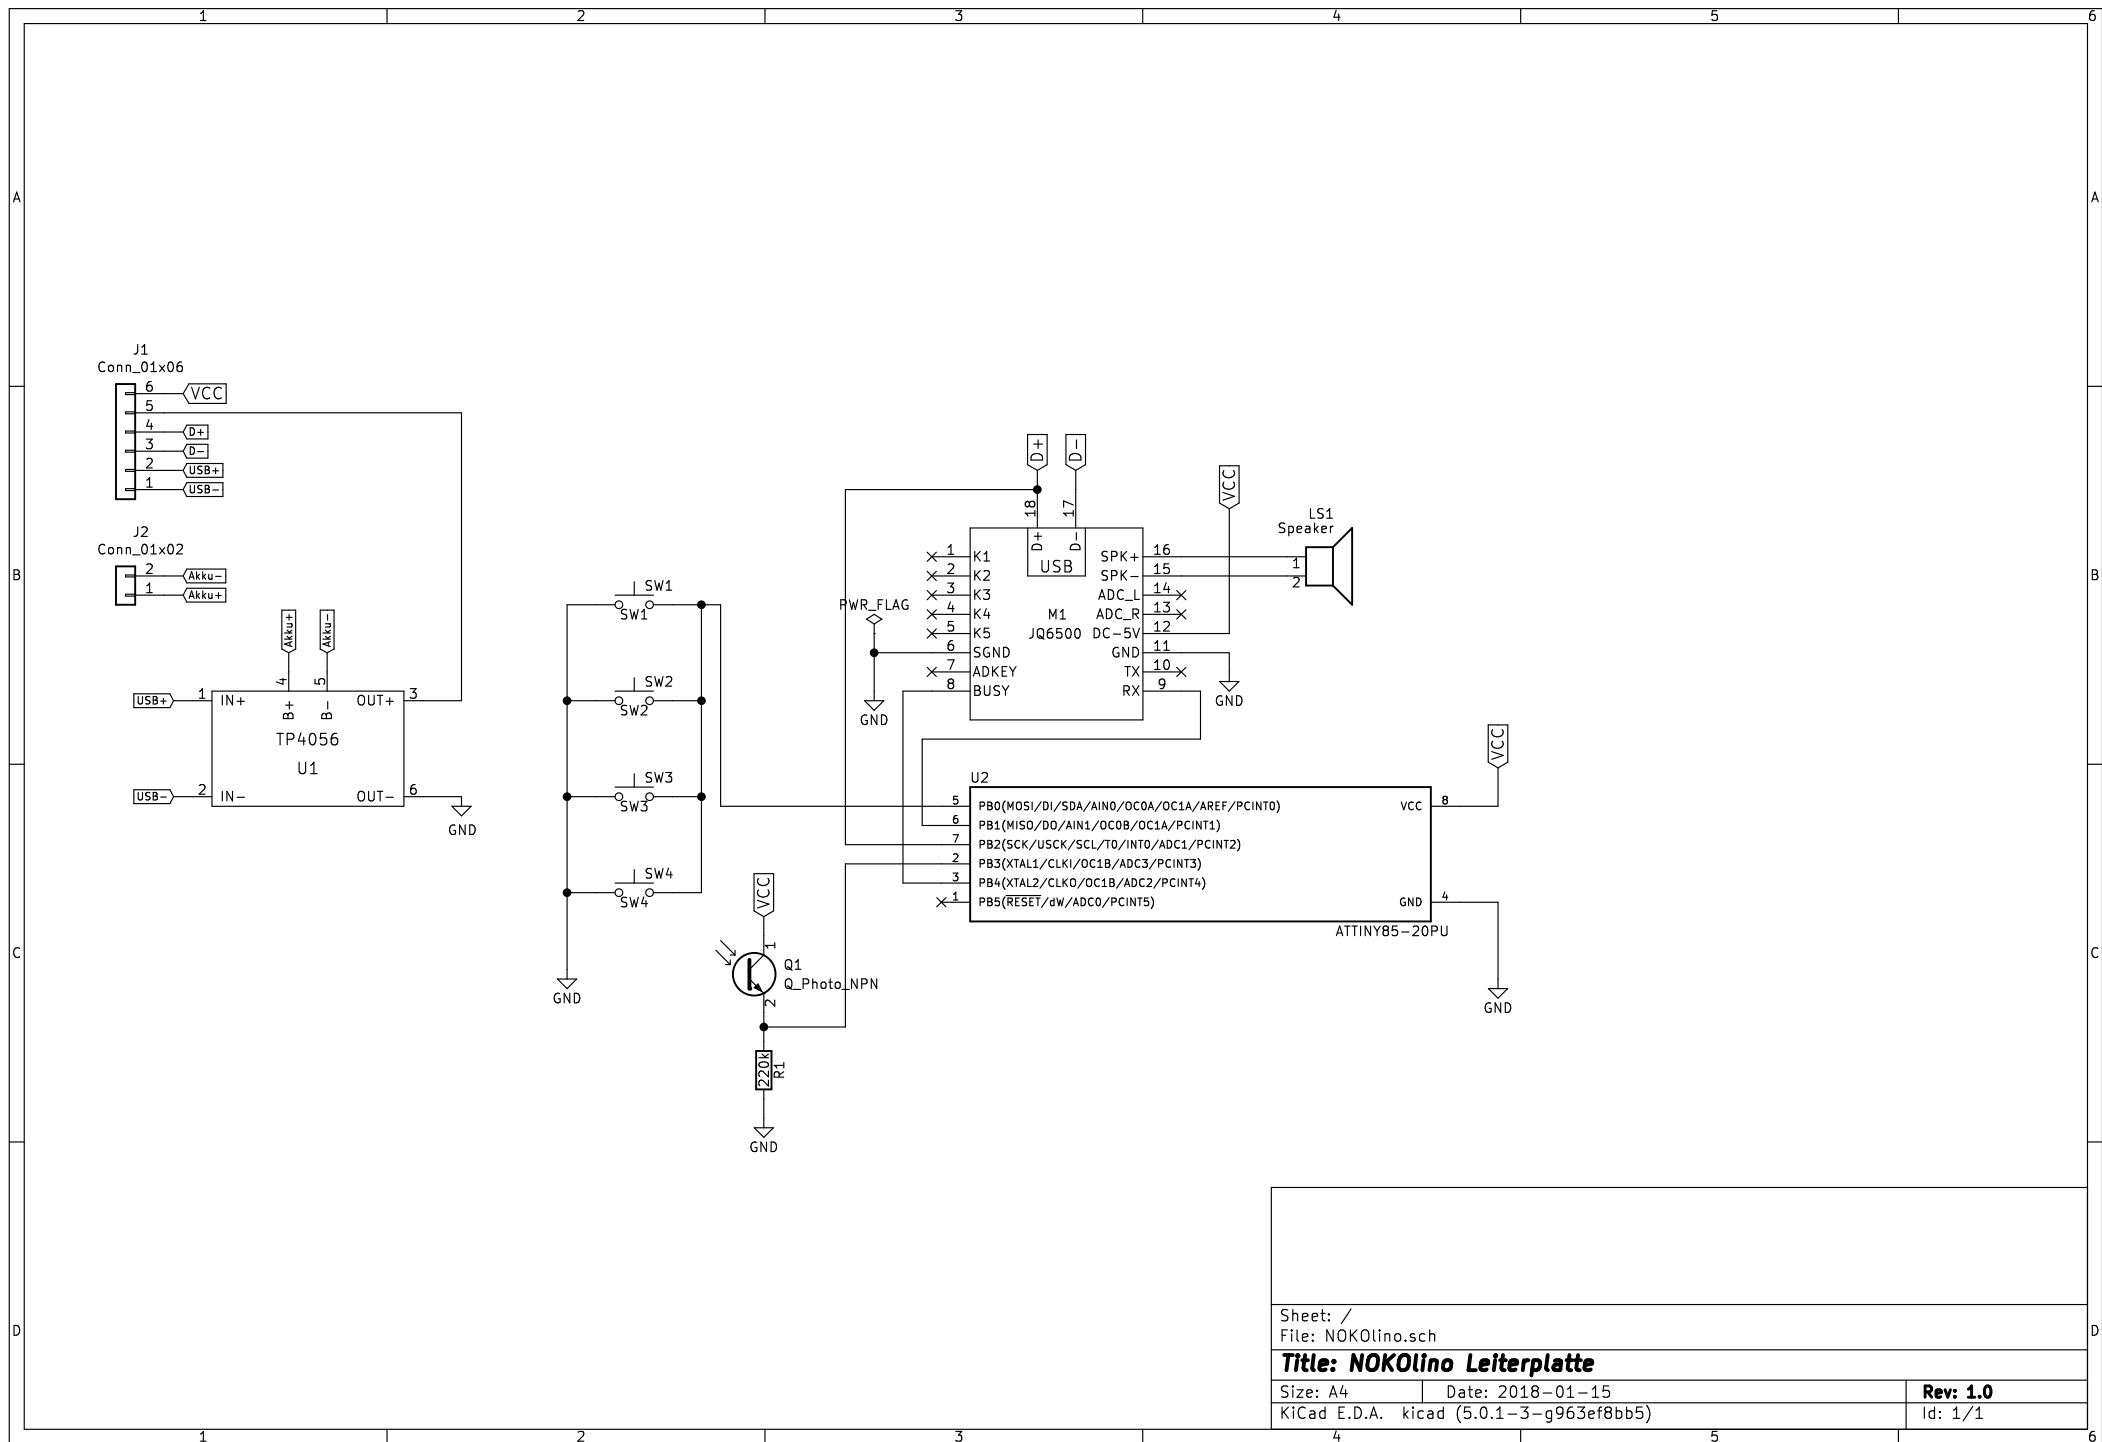 1 2 3 4 5 6
A A
B B
C C
D D
J1
Conn_01x06
6 VCC
5
4 D+
3 D-
2 USB+
1 USB-
J2
Conn_01x02
2 Akku-
1 Akku+
Akku+ Akku-
4 5
USB+ 1 IN+ B+ B- OUT+ 3
TP4056
U1
USB- 2 IN- OUT- 6
GND
SW1
SW1
SW2
SW2
SW3
SW3
SW4
SW4
GND
VCC
1
Q1
Q_Photo_NPN
2
220k R1
GND
D+ D-
18 17
D+ D-
USB
VCC
LS1
Speaker
1
2
PWR_FLAG
GND
1 K1 SPK+ 16
2 K2 SPK- 15
3 K3 ADC_L 14
4 K4 M1 ADC_R 13
5 K5 JQ6500 DC-5V 12
6 SGND GND 11
7 ADKEY TX 10
8 BUSY RX 9
GND
U2
VCC
5 PB0(MOSI/DI/SDA/AIN0/OC0A/OC1A/AREF/PCINT0) VCC 8
6 PB1(MISO/DO/AIN1/OC0B/OC1A/PCINT1)
7 PB2(SCK/USCK/SCL/T0/INT0/ADC1/PCINT2)
2 PB3(XTAL1/CLKI/OC1B/ADC3/PCINT3)
3 PB4(XTAL2/CLKO/OC1B/ADC2/PCINT4)
1 PB5(RESET/dW/ADC0/PCINT5) GND 4
ATTINY85-20PU
GND
Sheet: /
File: NOKOlino.sch
Title: NOKOlino Leiterplatte
Size: A4 Date: 2018-01-15 Rev: 1.0
KiCad E.D.A. kicad (5.0.1-3-g963ef8bb5) Id: 1/1
1 2 3 4 5 6